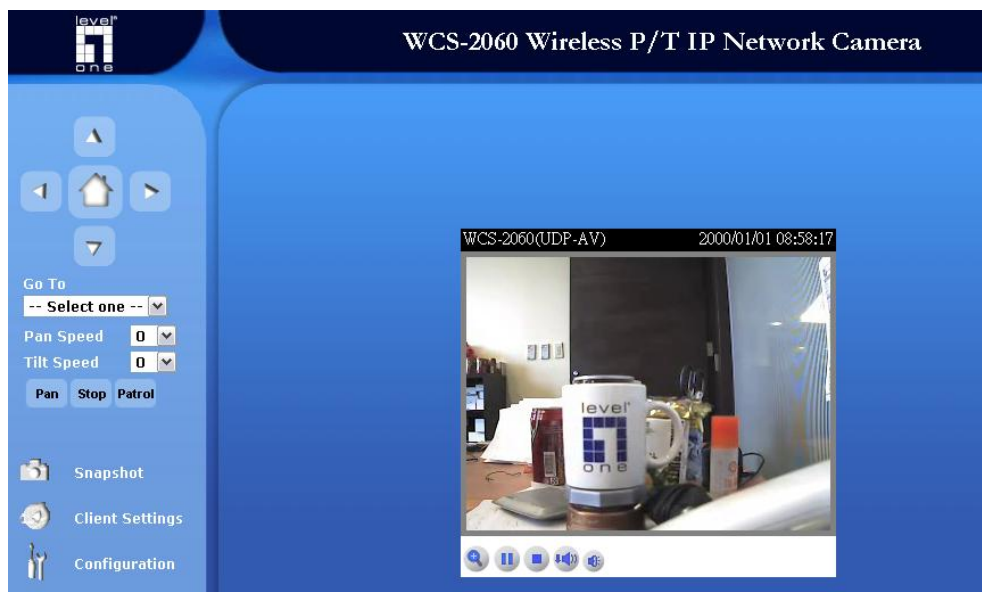 level
one
WCS-2060 Wireless P/T IP Network Camera
Go To
-- Select one --
Pan Speed 0
Tilt Speed 0
Pan Stop Patrol
Snapshot
Client Settings
Configuration
WCS-2060(UDP-AV) 2000/01/01 08:58:17
level
one